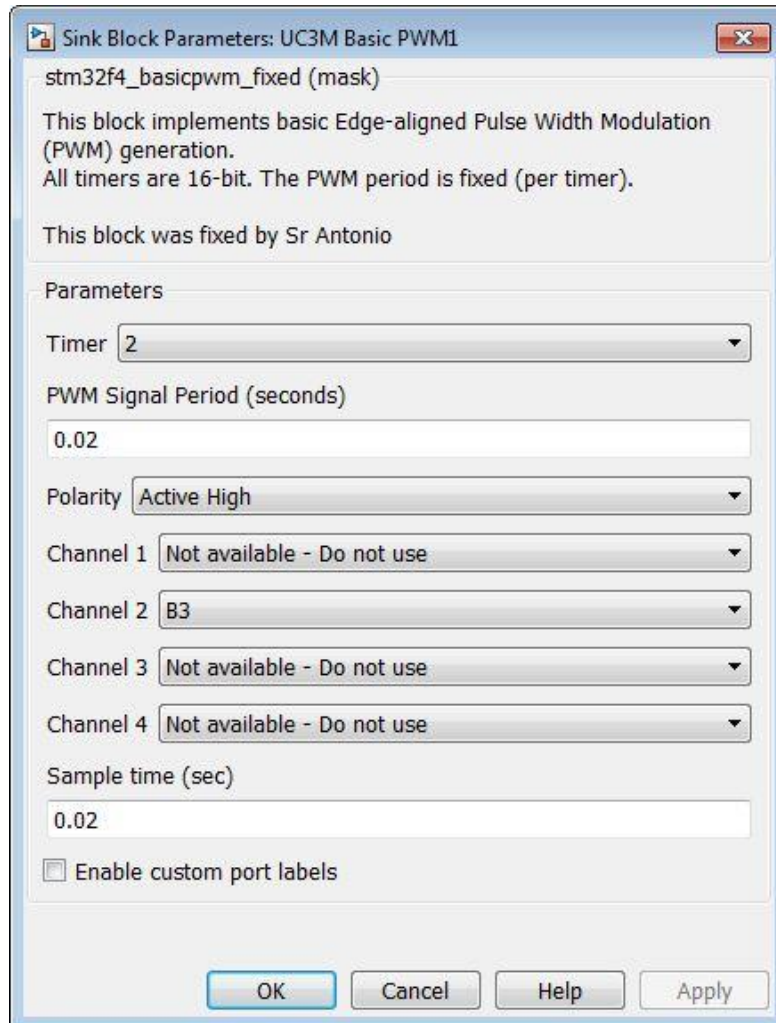 Sink Block Parameters: UC3M Basic PWM1
stm32f4_basicpwm_fixed (mask)
This block implements basic Edge-aligned Pulse Width Modulation
(PWM) generation.
All timers are 16-bit. The PWM period is fixed (per timer).
This block was fixed by Sr Antonio
Parameters
Timer 2
PWM Signal Period (seconds)
0.02
Polarity Active High
Channel 1 Not available - Do not use
Channel 2 B3
Channel 3 Not available - Do not use
Channel 4 Not available - Do not use
Sample time (sec)
0.02
Enable custom port labels
OK Cancel Help Apply